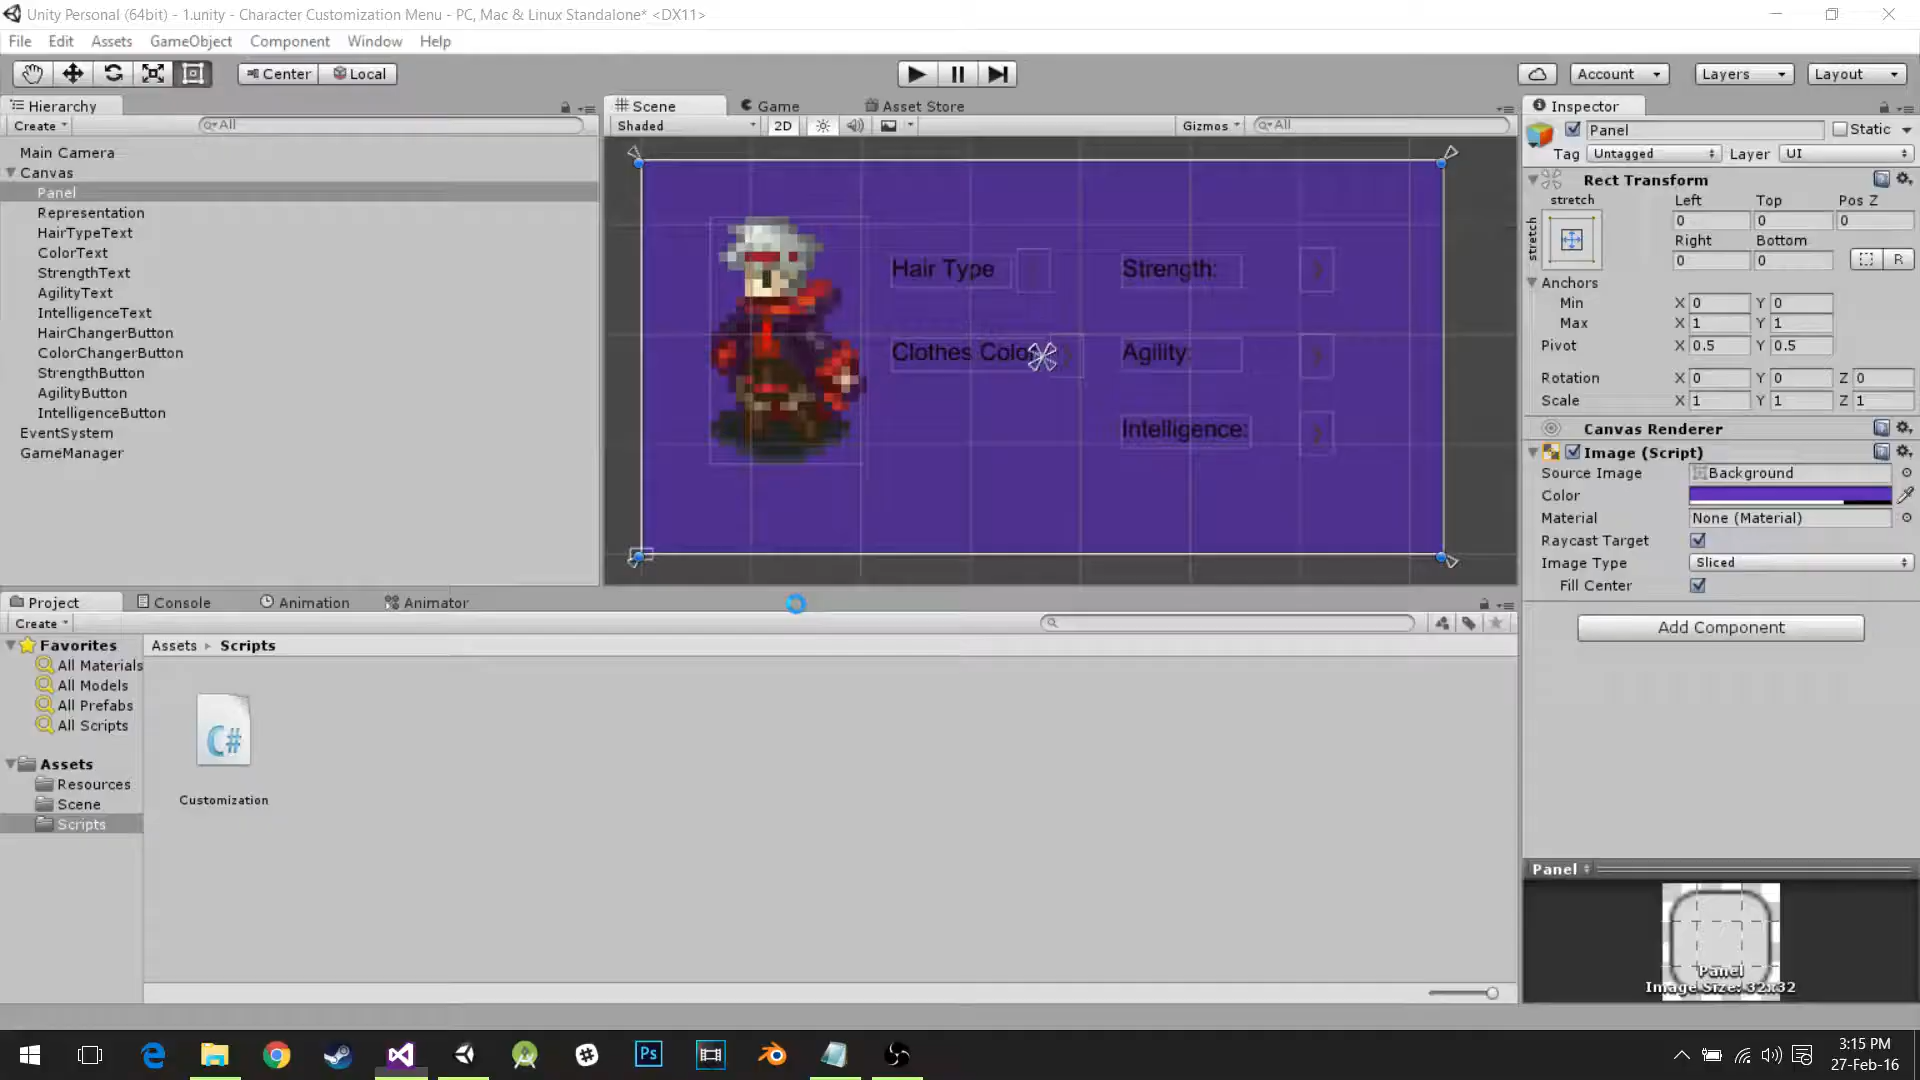 Unity Personal (64bit) - 1.unity - Character Customization Menu - PC, Mac & Linux Standalone* <DX11>
File Edit Assets GameObject Component Window Help
Center Local Account Layers Layout
Hierarchy
Create All
Main Camera
Canvas
Panel
Representation
HairTypeText
ColorText
StrengthText
AgilityText
IntelligenceText
HairChangerButton
ColorChangerButton
StrengthButton
AgilityButton
IntelligenceButton
EventSystem
GameManager
Scene Game Asset Store
Shaded 2D Gizmos All
Hair Type Strength:
Clothes Color Agility:
Intelligence:
Inspector
Panel Static
Tag Untagged Layer UI
Rect Transform
stretch Left Top Pos Z
stretch
0 0 0
Right Bottom
0 0 R
Anchors
Min X 0 Y 0
Max X 1 Y 1
Pivot X 0.5 Y 0.5
Rotation X 0 Y 0 Z 0
Scale X 1 Y 1 Z 1
Canvas Renderer
Image (Script)
Source Image Background
Color
Material None (Material)
Raycast Target
Image Type Sliced
Fill Center
Add Component
Panel
Panel
Image Size: 32x32
Project Console Animation Animator
Create
Favorites
All Materials
All Models
All Prefabs
All Scripts
Assets
Resources
Scene
Scripts
Assets Scripts
C#
Customization
Ps
3:15 PM
27-Feb-16